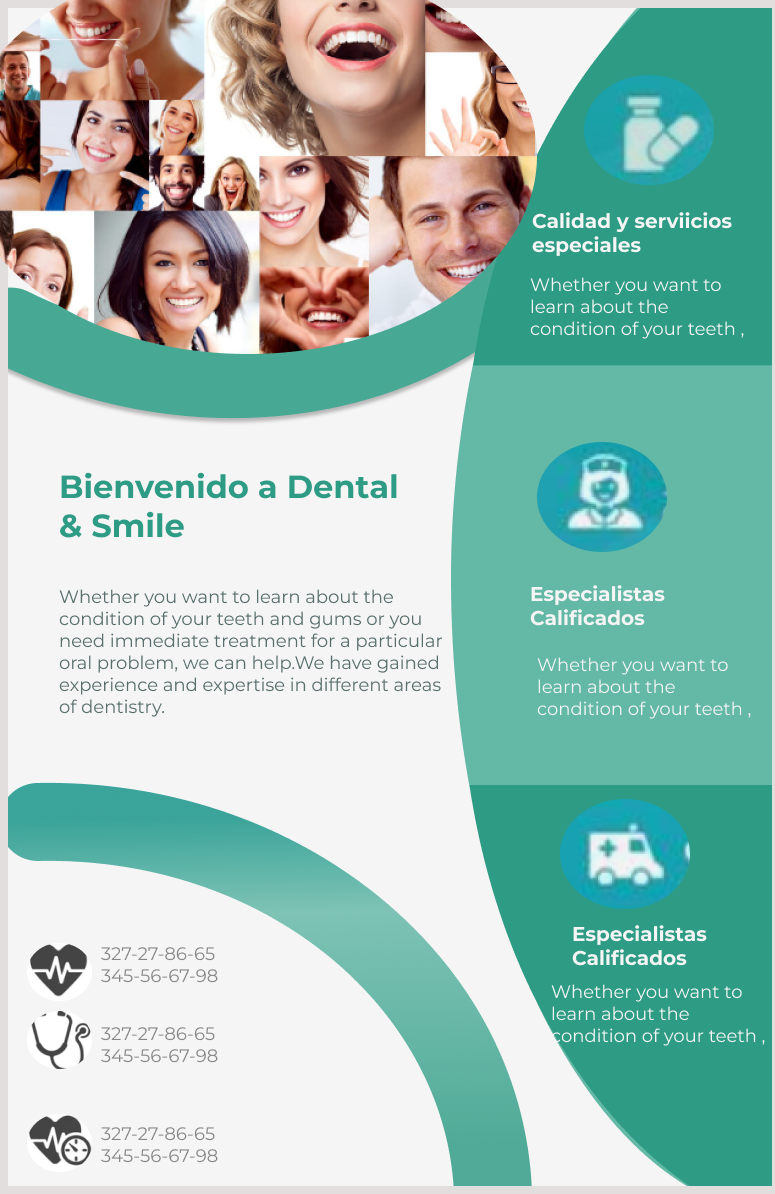 Calidad y serviicios
especiales
Whether you want to
learn about the
condition of your teeth ,
Bienvenido a Dental
& Smile
Whether you want to learn about the
condition of your teeth and gums or you
need immediate treatment for a particular
oral problem, we can help.We have gained
experience and expertise in different areas
of dentistry.
Especialistas
Calificados
Whether you want to
learn about the
condition of your teeth ,
Especialistas
Calificados
Whether you want to
learn about the
condition of your teeth ,
327-27-86-65
345-56-67-98
327-27-86-65
345-56-67-98
327-27-86-65
345-56-67-98